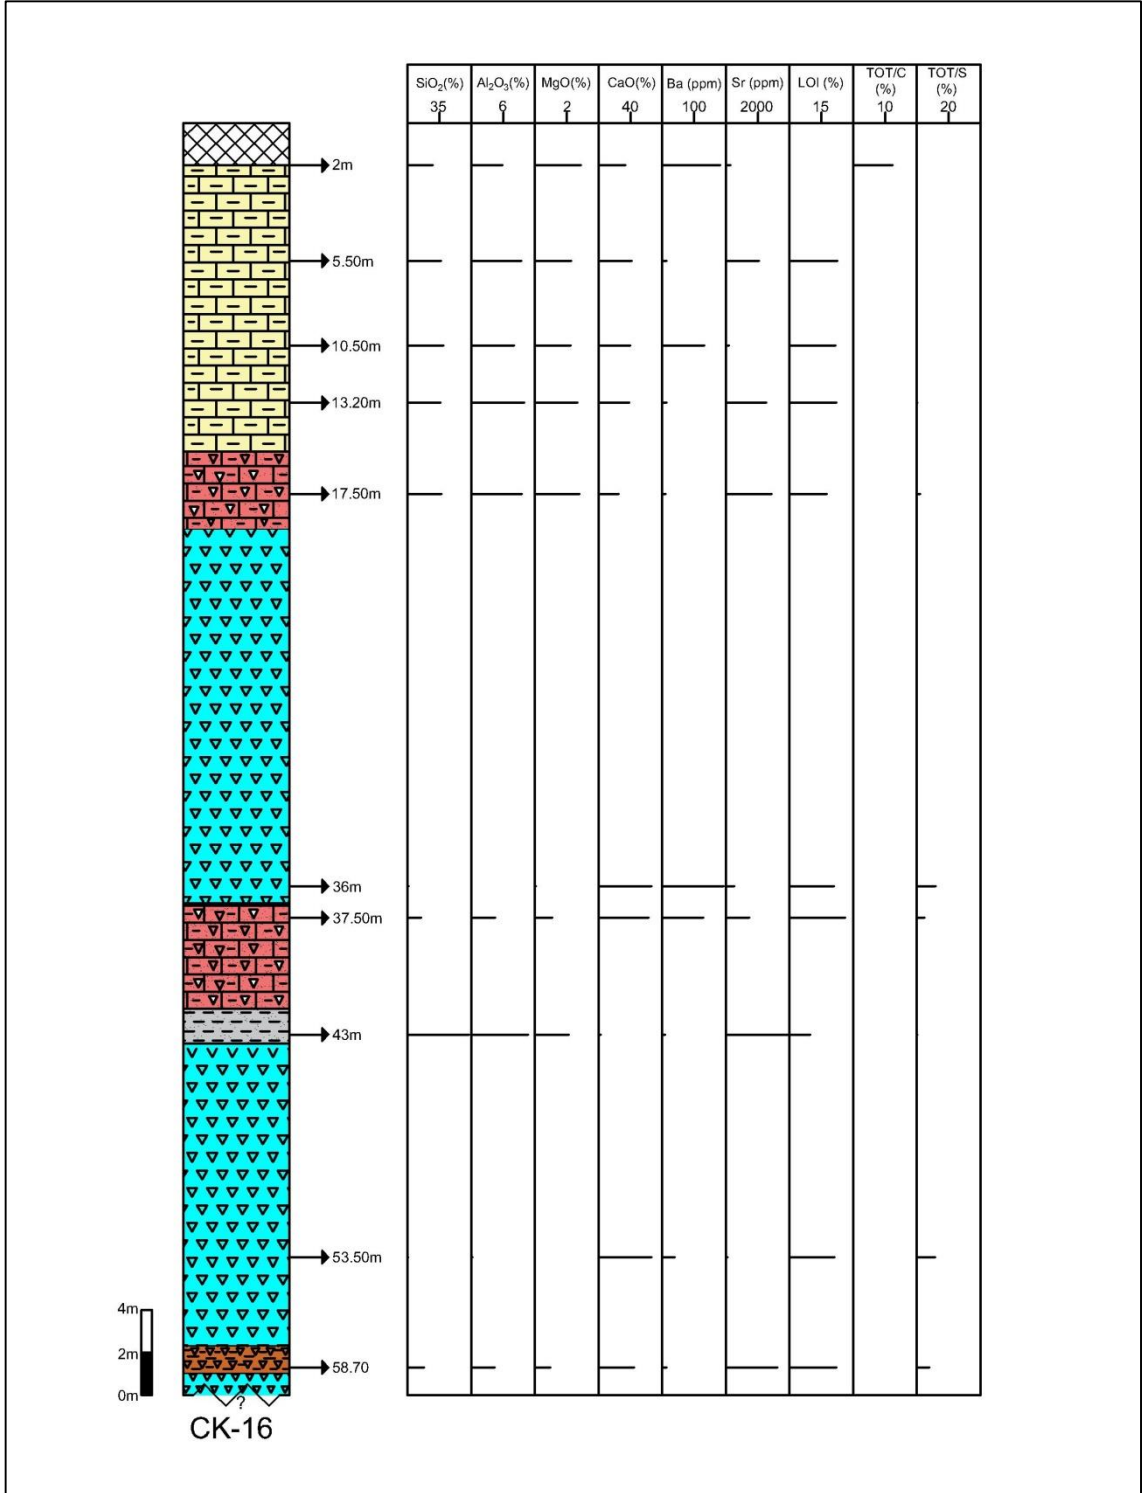 SiO₂(%) Al₂O₃(%) MgO(%) CaO(%) Ba (ppm) Sr (ppm) LOI (%) TOT/C (%) TOT/S (%)
35 6 2 40 100 2000 15 10 20
2m
5.50m
10.50m
13.20m
17.50m
36m
37.50m
43m
53.50m
4m
2m
58.70
0m
?
CK-16